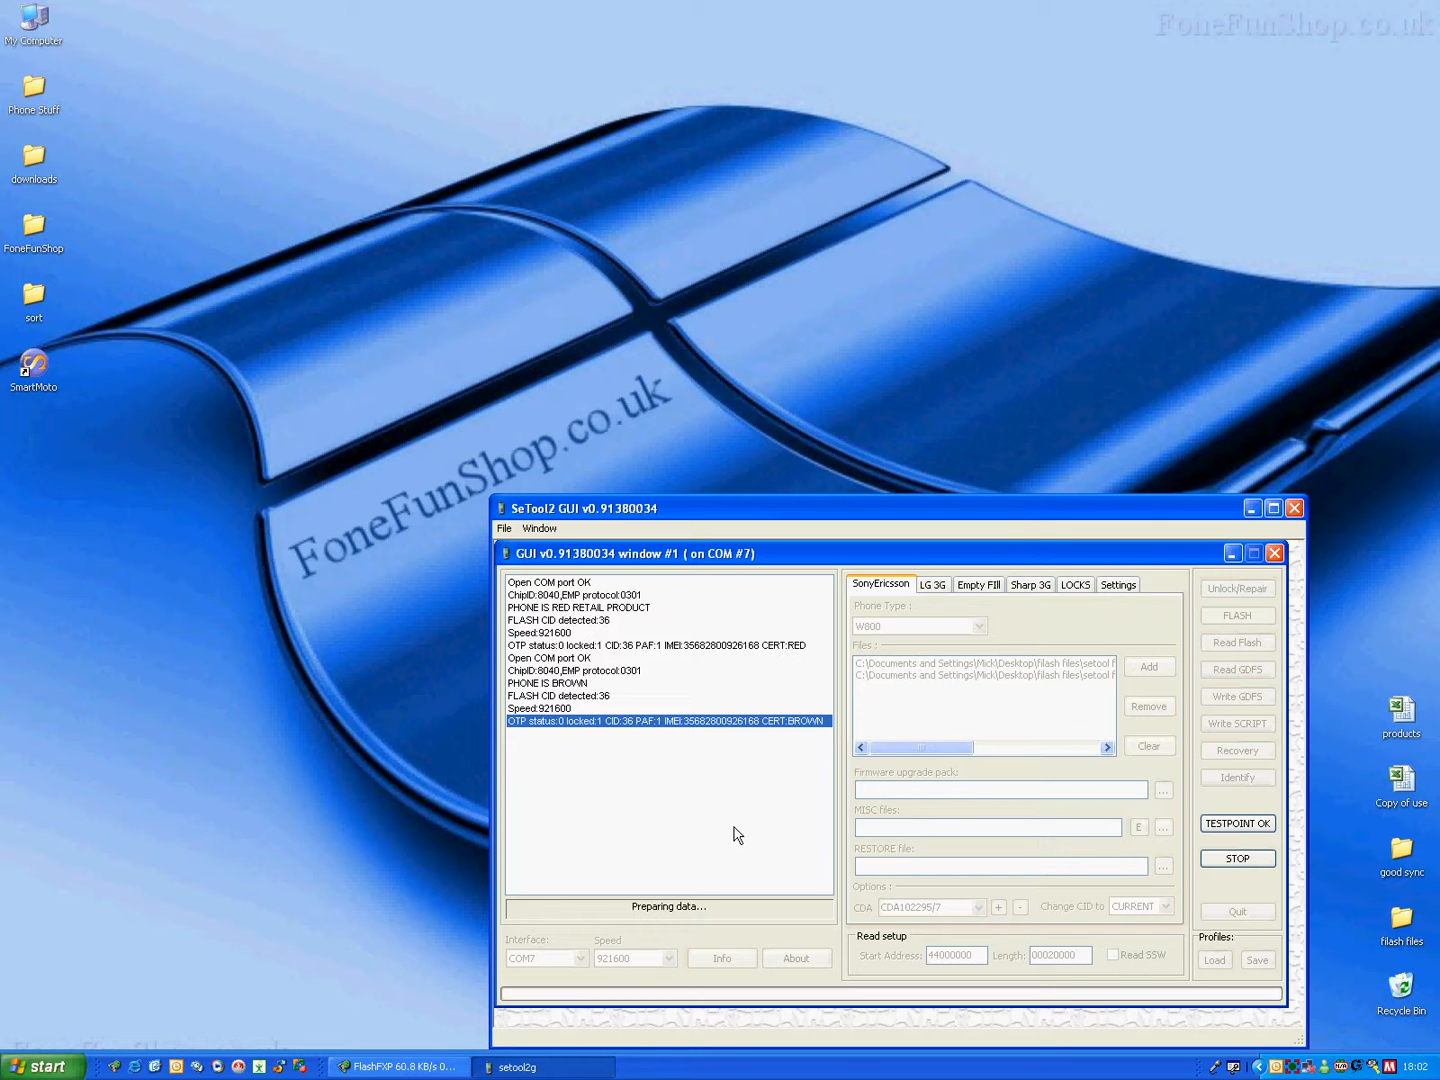 My Computer
FoneFunShop.co.uk
Phone Stuff
downloads
FoneFunShop
sort
SmartMoto
FoneFunShop.co.uk
SeTool2 GUI v0.91380034
File Window
GUI v0.91380034 window #1 ( on COM #7)
Open COM port OK
ChipID:8040,EMP protocol:0301
PHONE IS RED RETAIL PRODUCT
FLASH CID detected:36
Speed:921600
OTP status:0 locked:1 CID:36 PAF:1 IMEI:35682800926168 CERT:RED
Open COM port OK
ChipID:8040,EMP protocol:0301
PHONE IS BROWN
FLASH CID detected:36
Speed:921600
OTP status:0 locked:1 CID:36 PAF:1 IMEI:35682800926168 CERT:BROWN
Preparing data...
Interface: Speed
COM7 921600 Info About
SonyEricsson LG 3G Empty FIll Sharp 3G LOCKS Settings
Phone Type :
W800
Files :
C:\Documents and Settings\Mick\Desktop\filash files\setool f
C:\Documents and Settings\Mick\Desktop\filash files\setool f
Add
Remove
Clear
Firmware upgrade pack:
...
MISC files:
E ...
RESTORE file:
...
Options :
CDA CDA102295/7 + - Change CID to CURRENT
Read setup
Start Address: 44000000 Length: 00020000 Read SSW
Unlock/Repair
FLASH
Read Flash
Read GDFS
Write GDFS
Write SCRIPT
Recovery
Identify
TESTPOINT OK
STOP
Quit
Profiles:
Load Save
products
Copy of use
good sync
filash files
Recycle Bin
start FlashFXP 60.8 KB/s 0... setool2g 18:02